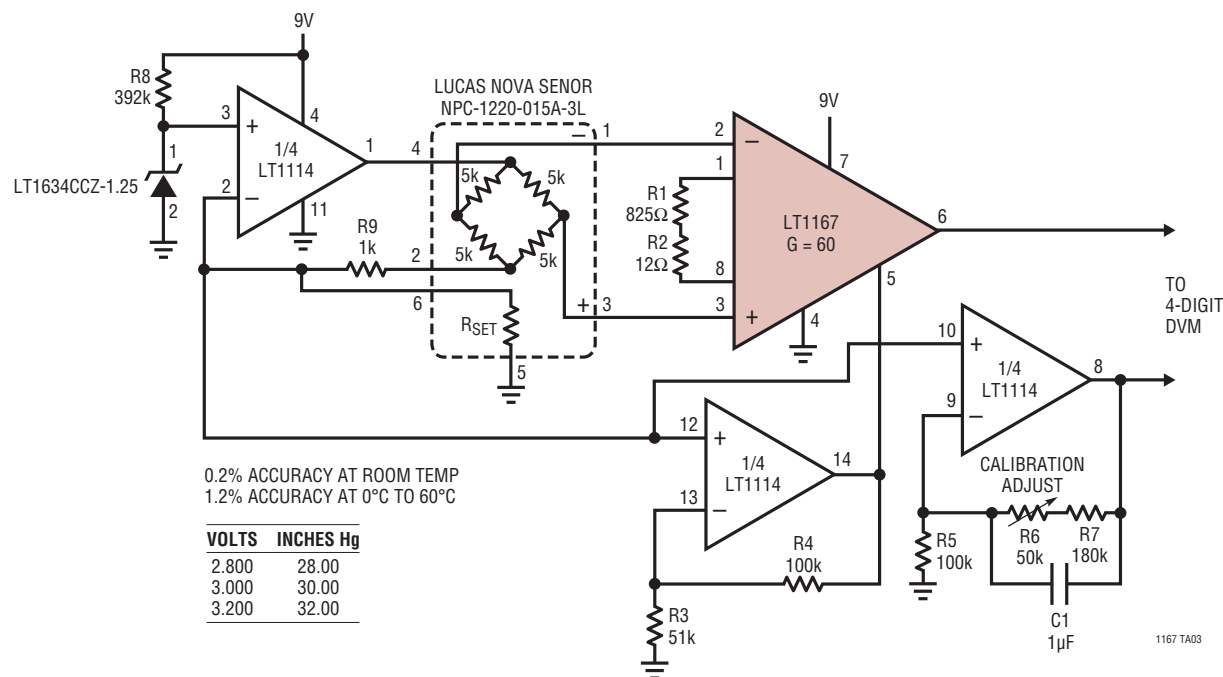 9V
R8
392k
3
+
4
1
1/4
LT1114
1
LT1634CCZ-1.25
2
2
–
11
LUCAS NOVA SENOR
NPC-1220-015A-3L
4
5k
5k
5k
5k
– 1
R9
1k
2
6
+ 3
RSET
5
9V
2
–
7
1
R1
825Ω
LT1167
G = 60
6
R2
12Ω
8
5
3
+
4
TO
4-DIGIT
DVM
10
+
1/4
LT1114
8
9
–
12
+
1/4
LT1114
14
13
–
CALIBRATION
ADJUST
R4
100k
R5
100k
R6
50k
R7
180k
R3
51k
C1
1µF
0.2% ACCURACY AT ROOM TEMP
1.2% ACCURACY AT 0°C TO 60°C
VOLTS INCHES Hg
2.800 28.00
3.000 30.00
3.200 32.00
1167 TA03